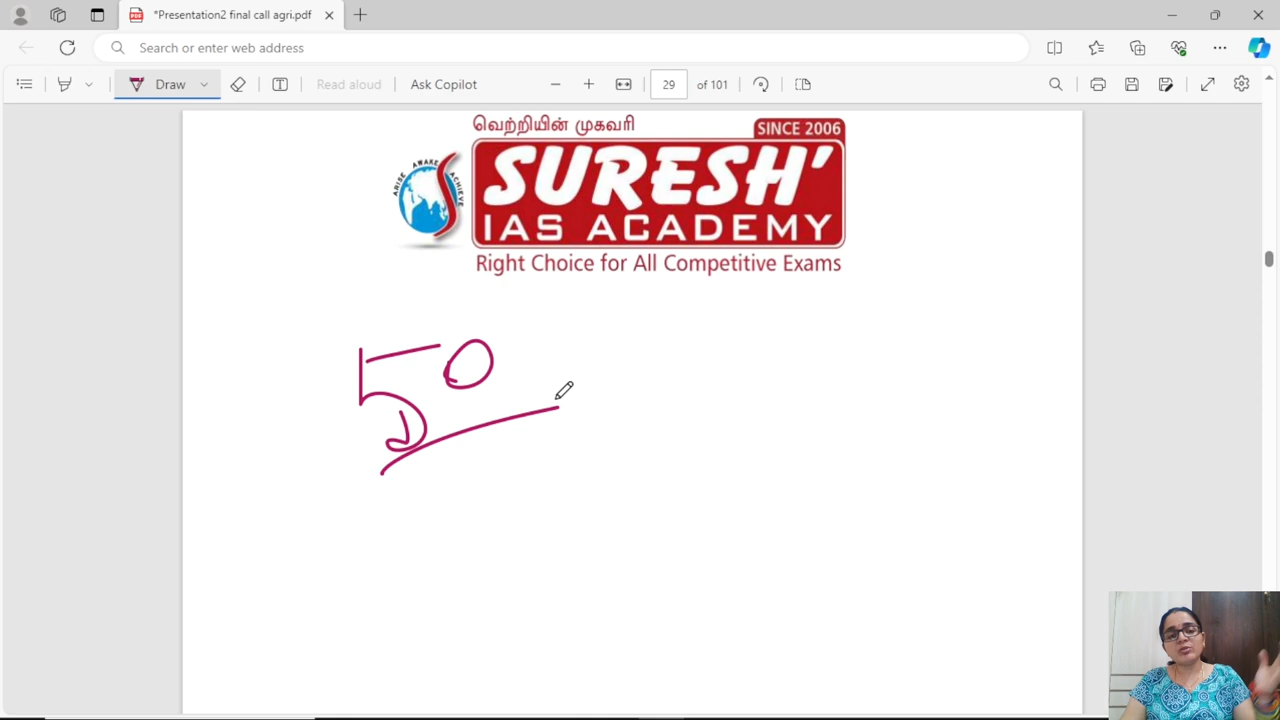 *Presentation2 final call agri.pdf
Search or enter web address
Draw
Read aloud
Ask Copilot
29 of 101
வெற்றியின் முகவரி
SINCE 2006
ARISE AWAKE ACHIEVE
SURESH'
IAS ACADEMY
Right Choice for All Competitive Exams
50